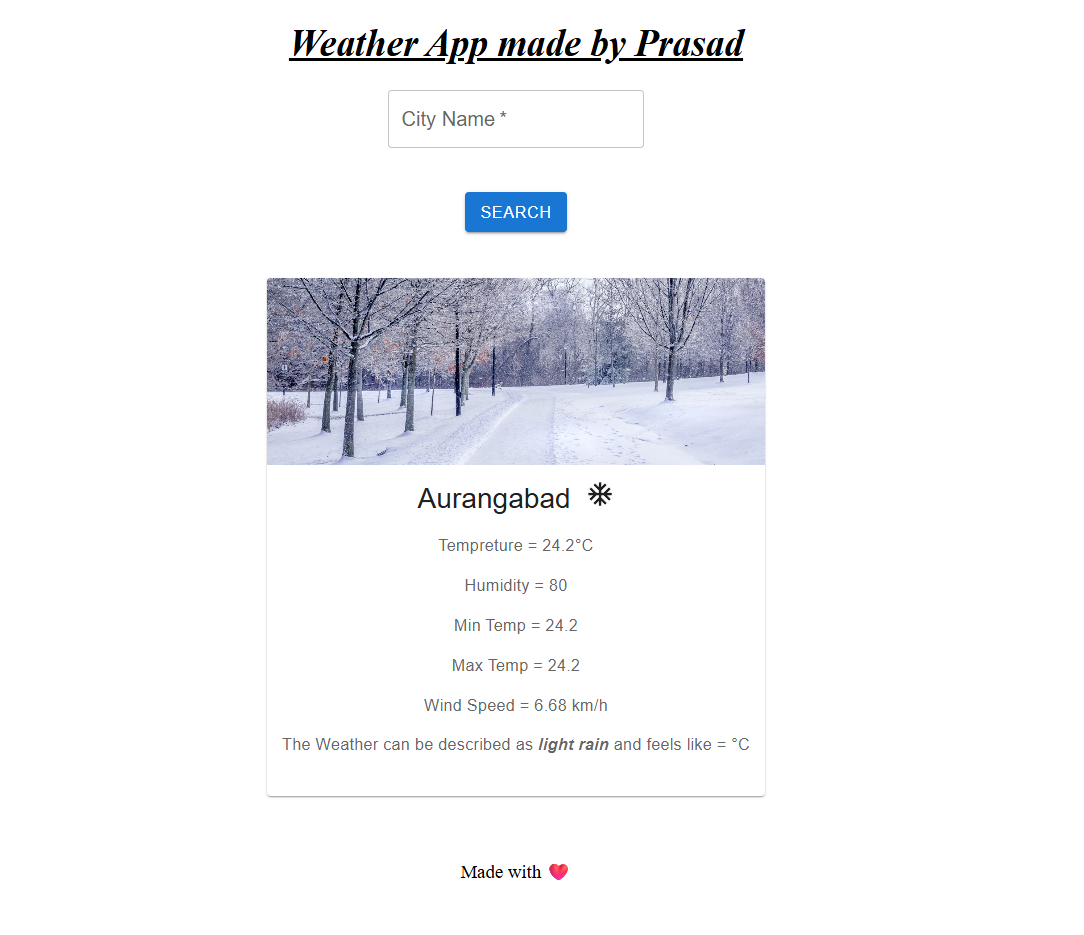 Weather App made by Prasad
City Name *
SEARCH
Aurangabad
Tempreture = 24.2°C
Humidity = 80
Min Temp = 24.2
Max Temp = 24.2
Wind Speed = 6.68 km/h
The Weather can be described as light rain and feels like = °C
Made with ❤️